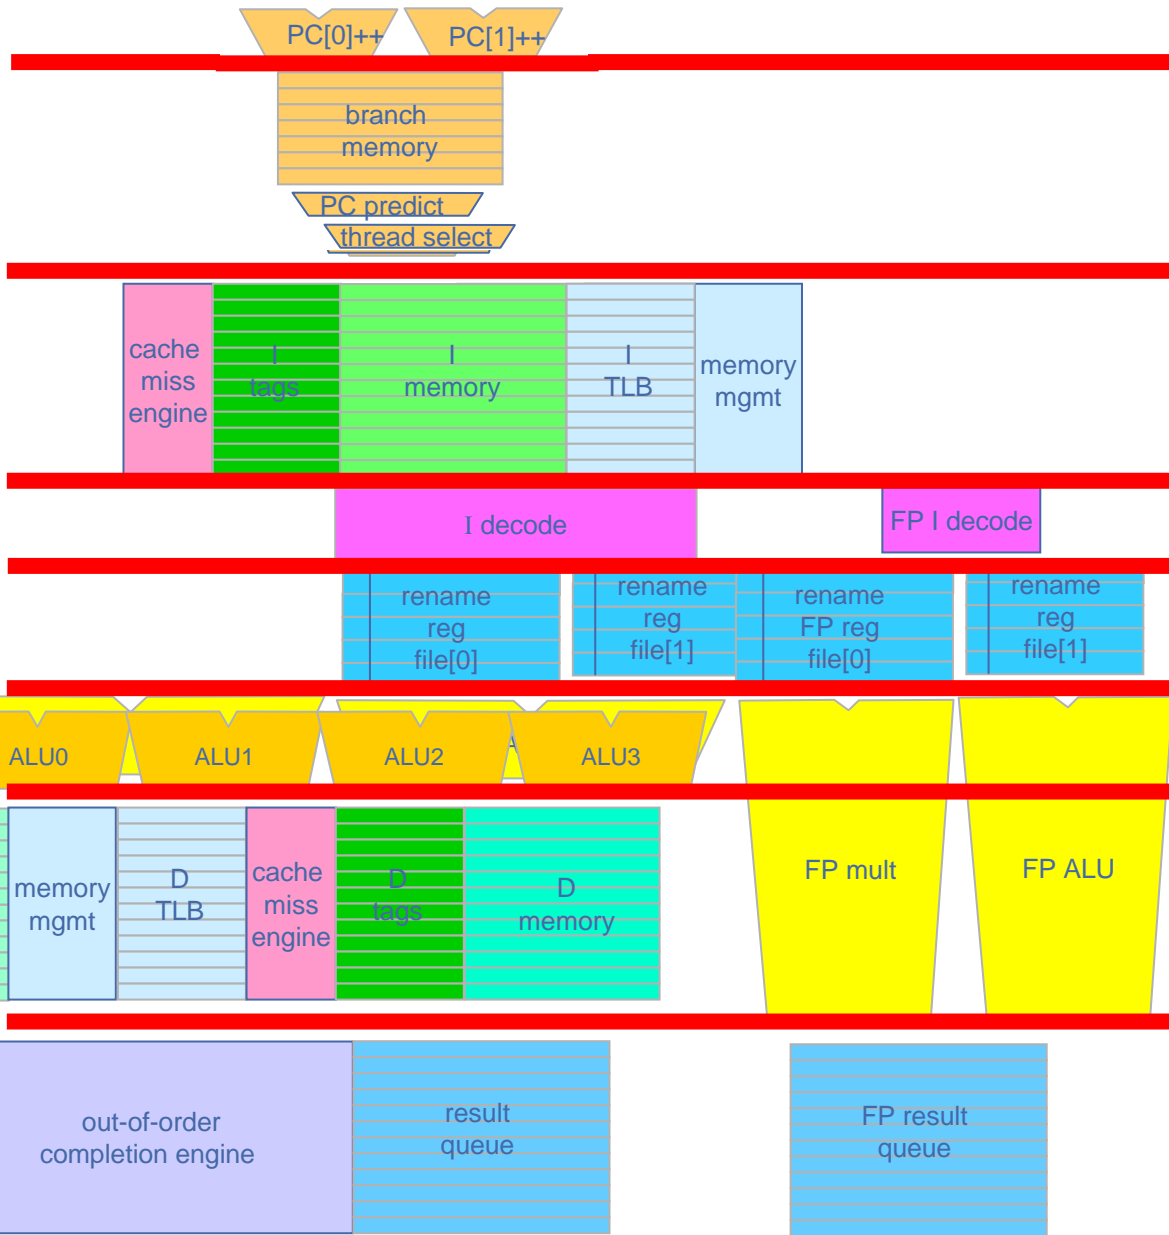 PC[0]++
PC[1]++
branch
memory
PC predict
thread select
cache
miss
engine
I
tags
I
memory
I
TLB
memory
mgmt
I decode
FP I decode
rename
reg
file[0]
rename
reg
file[1]
rename
FP reg
file[0]
rename
reg
file[1]
ALU0
ALU1
ALU2
ALU3
memory
mgmt
D
TLB
cache
miss
engine
D
tags
D
memory
FP mult
FP ALU
out-of-order
completion engine
result
queue
FP result
queue